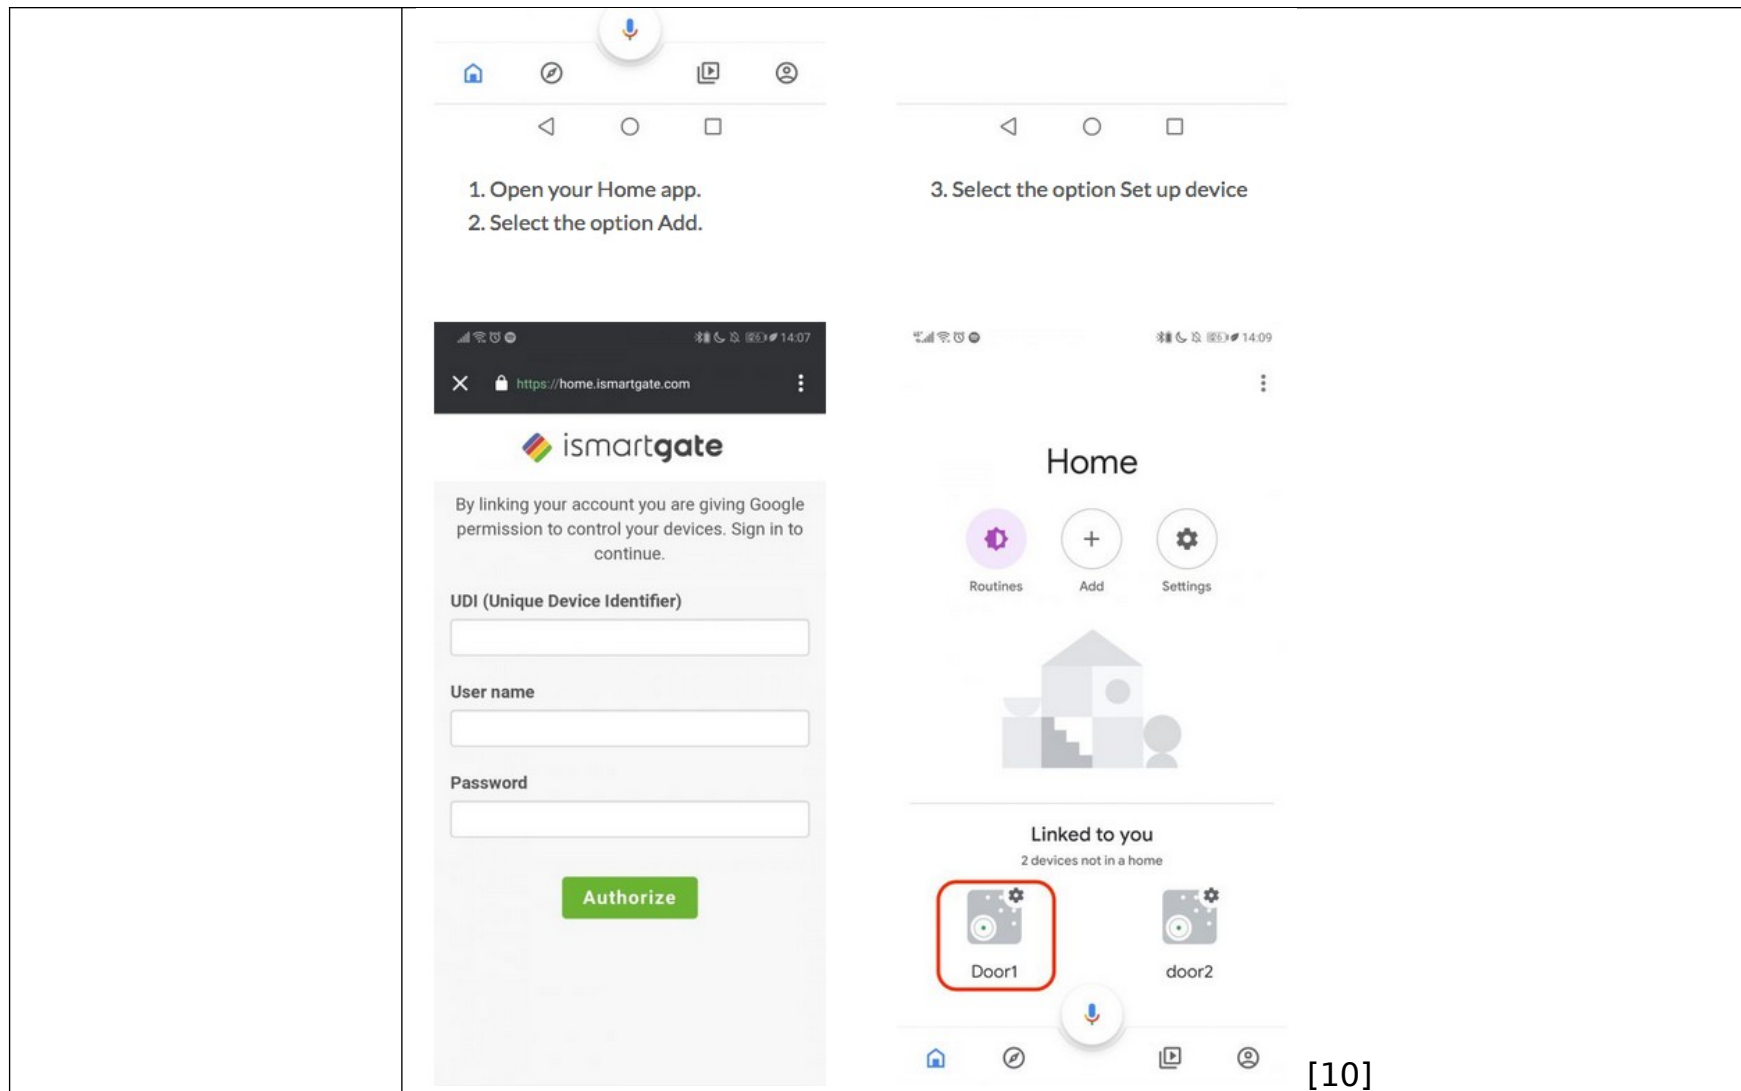 1. Open your Home app.
2. Select the option Add.
3. Select the option Set up device
14:07
https://home.ismartgate.com
ismartgate
By linking your account you are giving Google
permission to control your devices. Sign in to
continue.
UDI (Unique Device Identifier)
User name
Password
Authorize
14:09
Home
Routines
Add
Settings
Linked to you
2 devices not in a home
Door1
door2
[10]